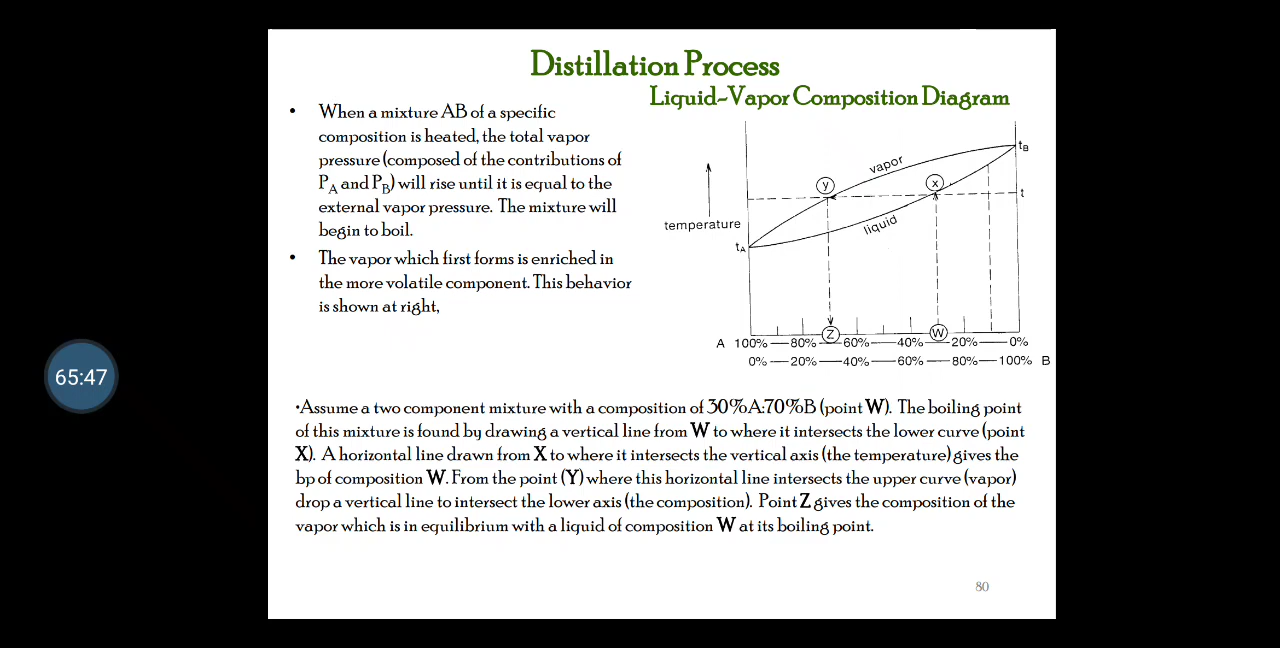 Distillation Process
Liquid-Vapor Composition Diagram
• When a mixture AB of a specific
composition is heated, the total vapor
pressure (composed of the contributions of
PA and PB) will rise until it is equal to the
external vapor pressure. The mixture will
begin to boil.
• The vapor which first forms is enriched in
the more volatile component. This behavior
is shown at right,
tB
vapor
y
x
t
temperature
liquid
tA
Z
W
A 100% 80% 60% 40% 20% 0%
0% 20% 40% 60% 80% 100% B
65:47
•Assume a two component mixture with a composition of 30%A:70%B (point W). The boiling point
of this mixture is found by drawing a vertical line from W to where it intersects the lower curve (point
X). A horizontal line drawn from X to where it intersects the vertical axis (the temperature) gives the
bp of composition W. From the point (Y) where this horizontal line intersects the upper curve (vapor)
drop a vertical line to intersect the lower axis (the composition). Point Z gives the composition of the
vapor which is in equilibrium with a liquid of composition W at its boiling point.
80